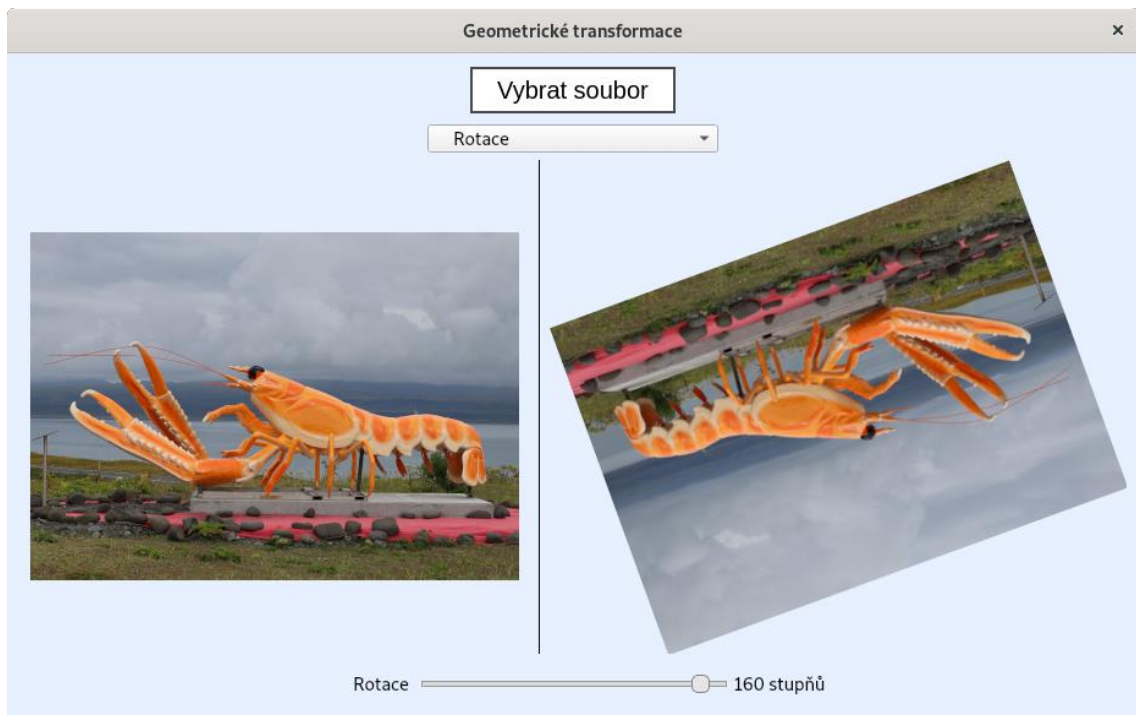 Geometrické transformace
Vybrat soubor
Rotace
Rotace 160 stupňů